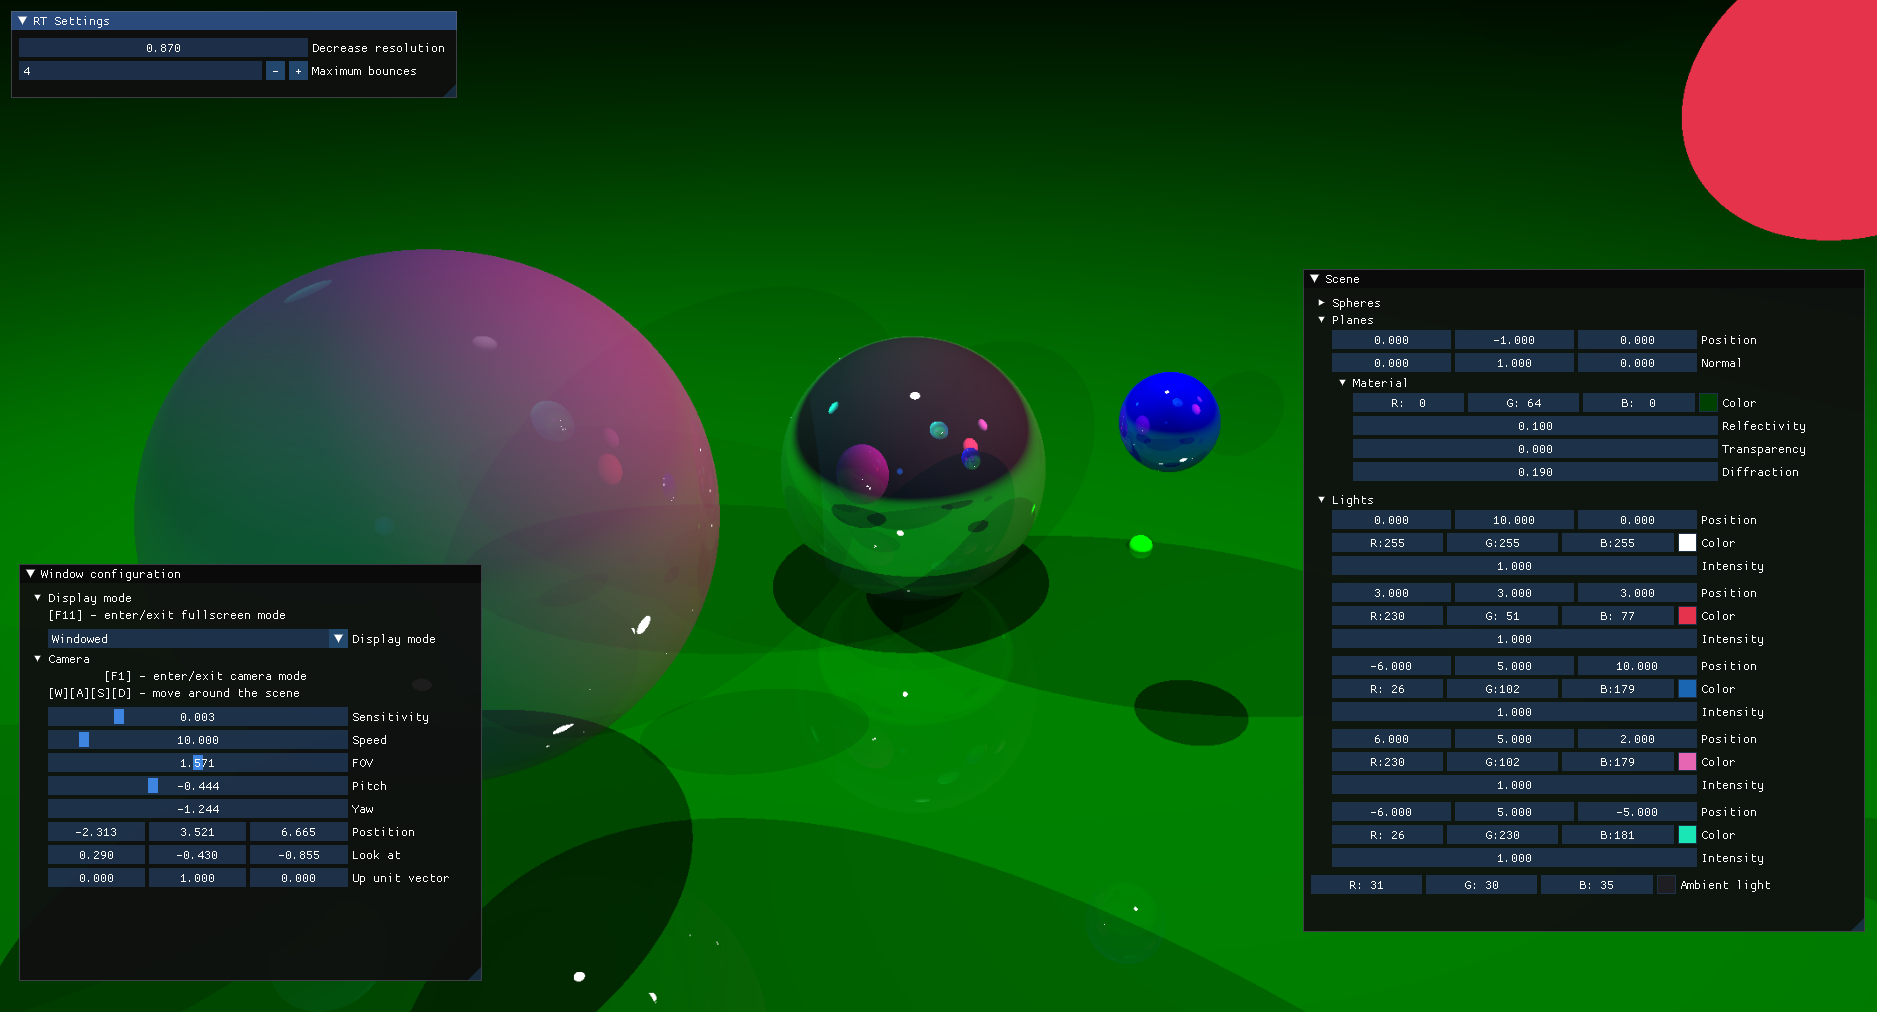 RT Settings
0.870 Decrease resolution
4 - + Maximum bounces
Scene
Spheres
Planes
0.000 -1.000 0.000 Position
0.000 1.000 0.000 Normal
Material
R: 0 G: 64 B: 0 Color
0.100 Relfectivity
0.000 Transparency
0.190 Diffraction
Lights
0.000 10.000 0.000 Position
R:255 G:255 B:255 Color
1.000 Intensity
3.000 3.000 3.000 Position
R:230 G: 51 B: 77 Color
1.000 Intensity
-6.000 5.000 10.000 Position
R: 26 G:102 B:179 Color
1.000 Intensity
6.000 5.000 2.000 Position
R:230 G:102 B:179 Color
1.000 Intensity
-6.000 5.000 -5.000 Position
R: 26 G:230 B:181 Color
1.000 Intensity
R: 31 G: 30 B: 35 Ambient light
Window configuration
Display mode
[F11] - enter/exit fullscreen mode
Windowed Display mode
Camera
[F1] - enter/exit camera mode
[W][A][S][D] - move around the scene
0.003 Sensitivity
10.000 Speed
1.571 FOV
-0.444 Pitch
-1.244 Yaw
-2.313 3.521 6.665 Postition
0.290 -0.430 -0.855 Look at
0.000 1.000 0.000 Up unit vector